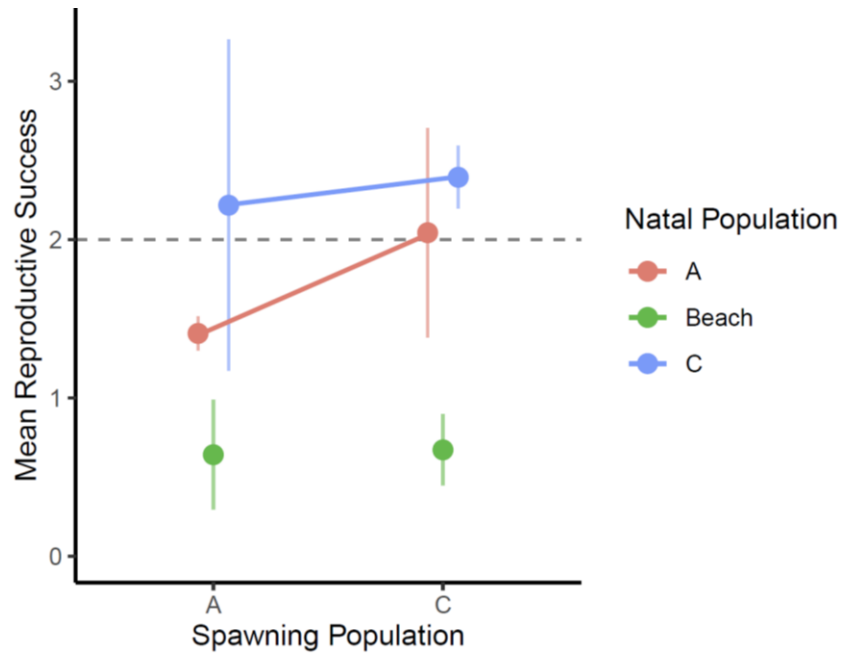 Mean Reproductive Success
3
2
1
0
A
C
Spawning Population
Natal Population
A
Beach
C